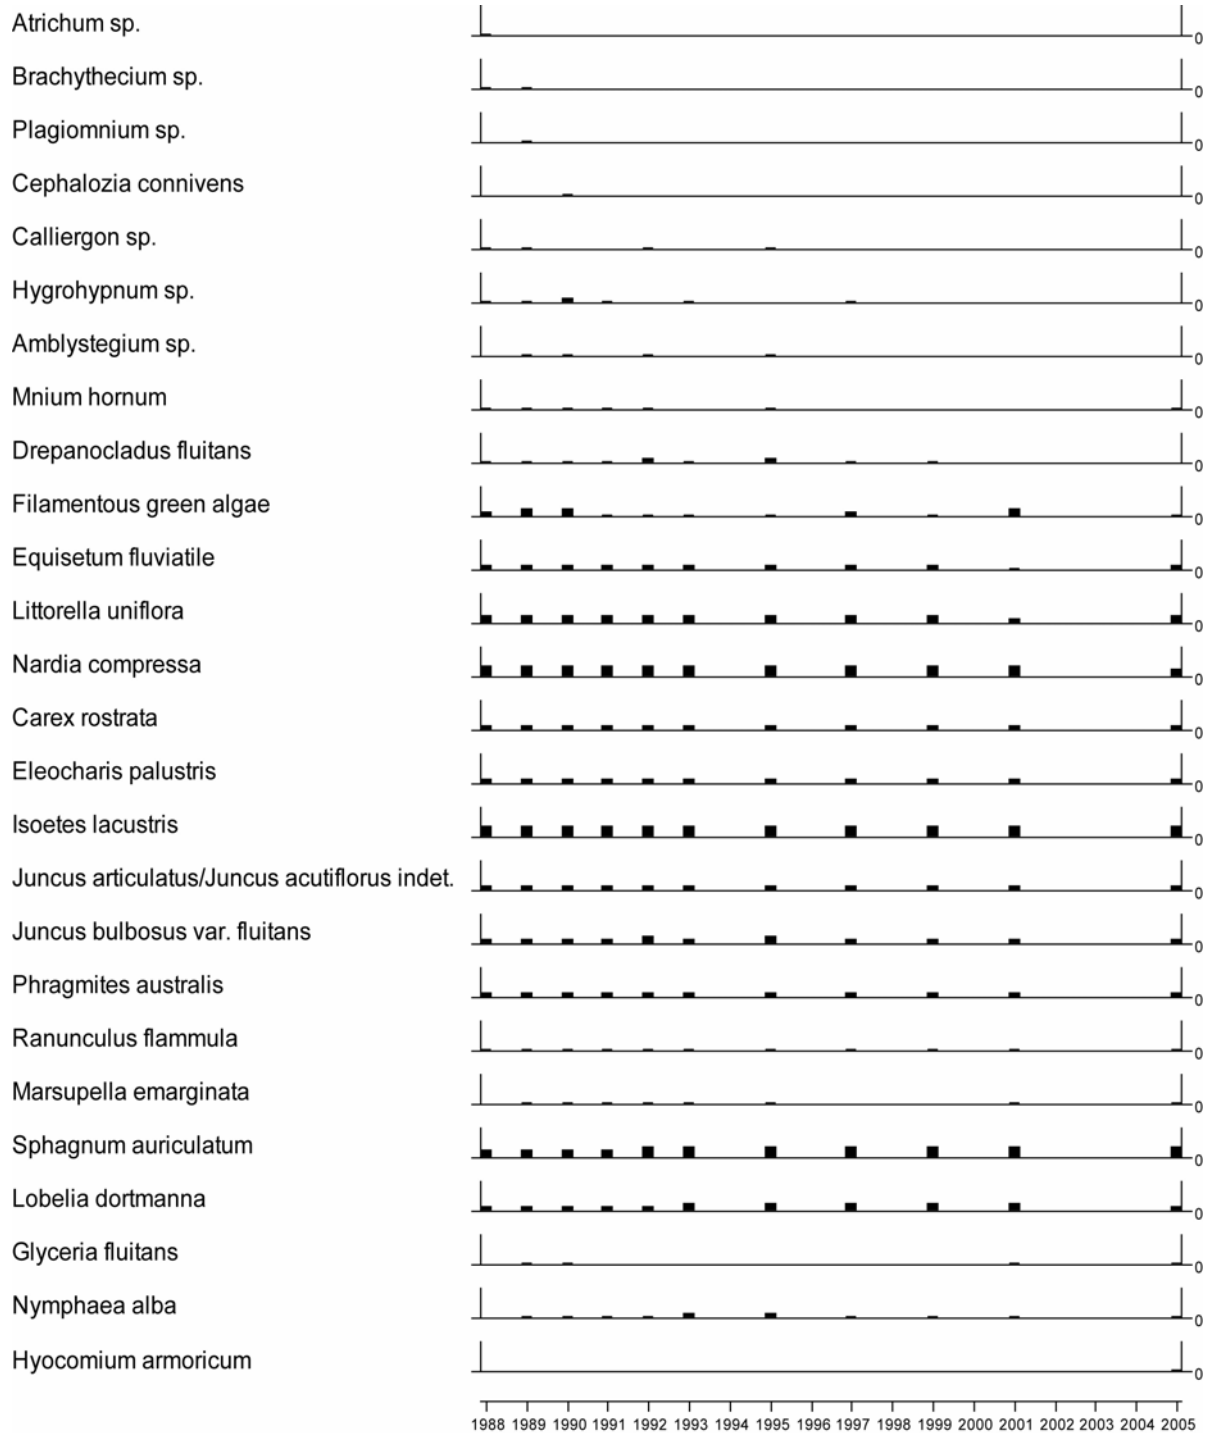 Atrichum sp.
0
Brachythecium sp.
0
Plagiomnium sp.
0
Cephalozia connivens
0
Calliergon sp.
0
Hygrohypnum sp.
0
Amblystegium sp.
0
Mnium hornum
0
Drepanocladus fluitans
0
Filamentous green algae
0
Equisetum fluviatile
0
Littorella uniflora
0
Nardia compressa
0
Carex rostrata
0
Eleocharis palustris
0
Isoetes lacustris
0
Juncus articulatus/Juncus acutiflorus indet.
0
Juncus bulbosus var. fluitans
0
Phragmites australis
0
Ranunculus flammula
0
Marsupella emarginata
0
Sphagnum auriculatum
0
Lobelia dortmanna
0
Glyceria fluitans
0
Nymphaea alba
0
Hyocomium armoricum
0
1988 1989 1990 1991 1992 1993 1994 1995 1996 1997 1998 1999 2000 2001 2002 2003 2004 2005